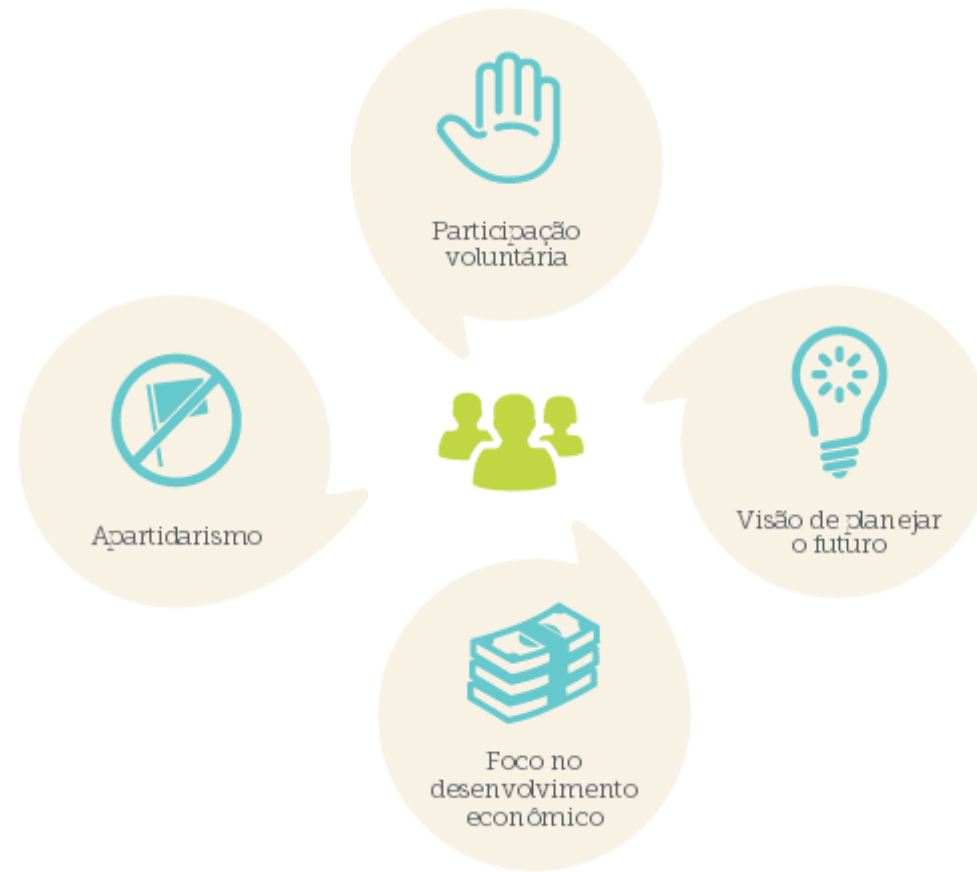 Participação
voluntária
Apartidarismo
Visão de planejar
o futuro
Foco no
desenvolvimento
econômico